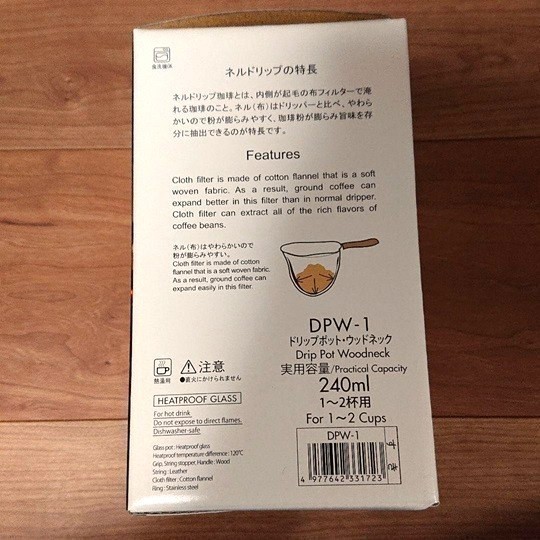 食洗機OK
ネルドリップの特長
ネルドリップ珈琲とは、内側が起毛の布フィルターで淹
れる珈琲のこと。ネル(布)はドリッパーと比べ、やわら
かいので粉が膨らみやすく、珈琲粉が膨らみ旨味を存
分に抽出できるのが特長です。
Features
Cloth filter is made of cotton flannel that is a soft
woven fabric. As a result, ground coffee can
expand better in this filter than in normal dripper.
Cloth filter can extract all of the rich flavors of
coffee beans.
ネル(布)はやわらかいので
粉が膨らみやすい。
Cloth filter is made of cotton
flannel that is a soft woven fabric.
As a result, ground coffee can
expand easily in this filter.
DPW-1
ドリップポット・ウッドネック
Drip Pot Woodneck
実用容量/Practical Capacity
240ml
1~2杯用
For 1~2 Cups
熱湯用
注意
●直火にかけられません
HEATPROOF GLASS
For hot drink.
Do not expose to direct flames.
Dishwasher-safe
Glass pot : Heatproof glass
Heatproof temperature difference : 120℃
Grip, String stopper, Handle : Wood
String : Leather
Cloth filter : Cotton flannel
Ring : Stainless steel
DPW-1
4 977642 331723